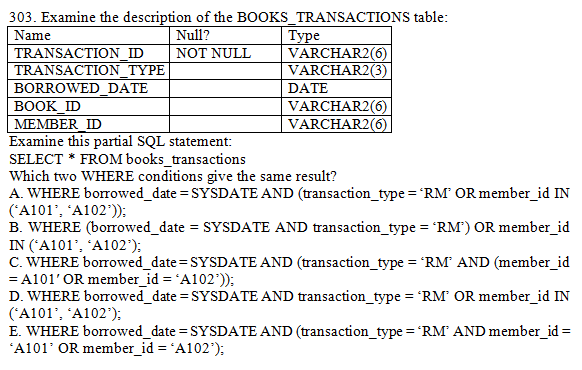 303. Examine the description of the BOOKS_TRANSACTIONS table:
Name Null? Type
TRANSACTION_ID NOT NULL VARCHAR2(6)
TRANSACTION_TYPE VARCHAR2(3)
BORROWED_DATE DATE
BOOK_ID VARCHAR2(6)
MEMBER_ID VARCHAR2(6)
Examine this partial SQL statement:
SELECT * FROM books_transactions
Which two WHERE conditions give the same result?
A. WHERE borrowed_date = SYSDATE AND (transaction_type = ‘RM’ OR member_id IN
(‘A101’, ‘A102’));
B. WHERE (borrowed_date = SYSDATE AND transaction_type = ‘RM’) OR member_id
IN (‘A101’, ‘A102’);
C. WHERE borrowed_date = SYSDATE AND (transaction_type = ‘RM’ AND (member_id
= A101′ OR member_id = ‘A102’));
D. WHERE borrowed_date = SYSDATE AND transaction_type = ‘RM’ OR member_id IN
(‘A101’, ‘A102’);
E. WHERE borrowed_date = SYSDATE AND (transaction_type = ‘RM’ AND member_id =
‘A101’ OR member_id = ‘A102’);